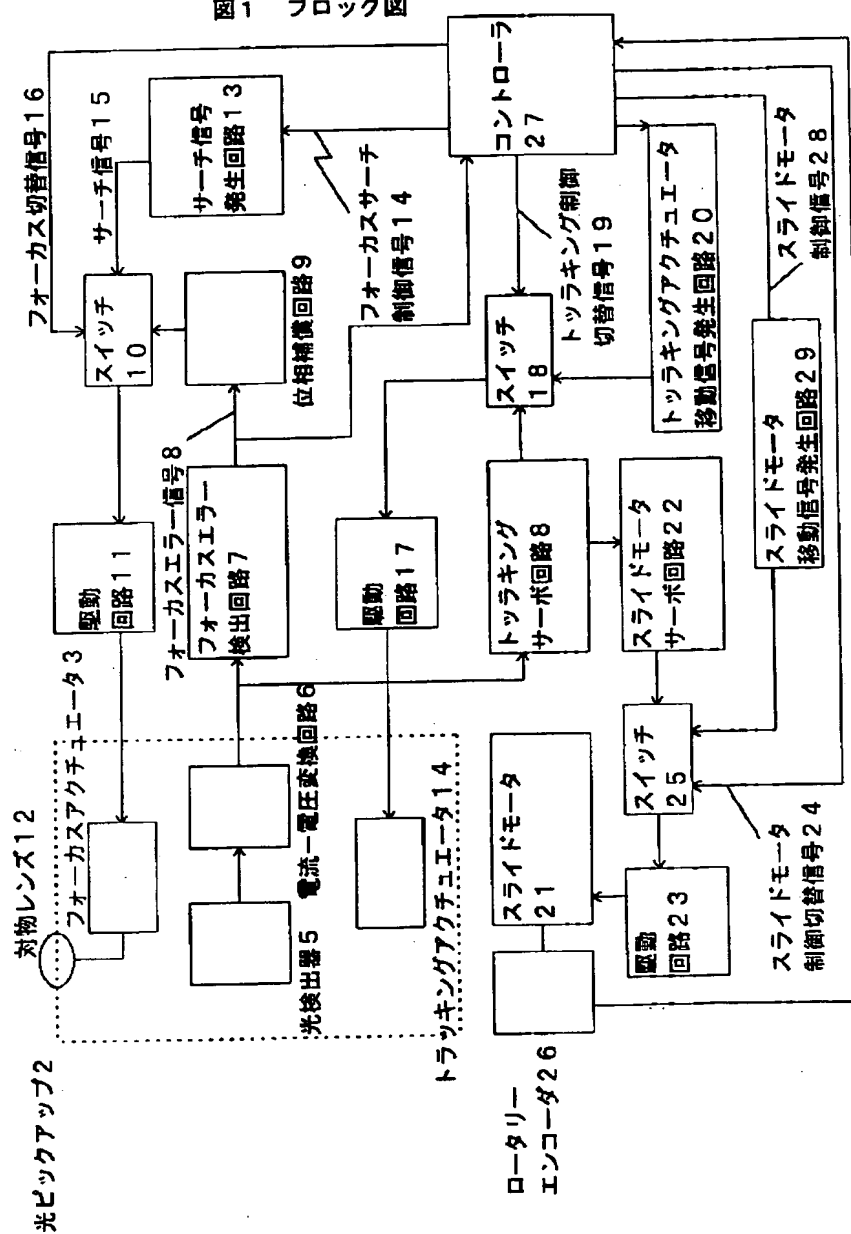 図1 ブロック図
光ピックアップ2
対物レンズ12
フォーカスアクチュエータ3
光検出器5
電流ー電圧変換回路6
トラッキングアクチュエータ14
駆動
回路11
フォーカスエラー信号8
フォーカスエラー
検出回路7
位相補償回路9
スイッチ
10
フォーカス切替信号16
サーチ信号15
サーチ信号
発生回路13
フォーカスサーチ
制御信号14
コントローラ
27
駆動
回路17
スイッチ
18
トッラキング制御
切替信号19
トッラキングアクチュエータ
移動信号発生回路20
トッラキング
サーボ回路8
スライドモータ
サーボ回路22
スライドモータ
21
ロータリー
エンコーダ26
駆動
回路23
スイッチ
25
スライドモータ
制御切替信号24
スライドモータ
移動信号発生回路29
スライドモータ
制御信号28